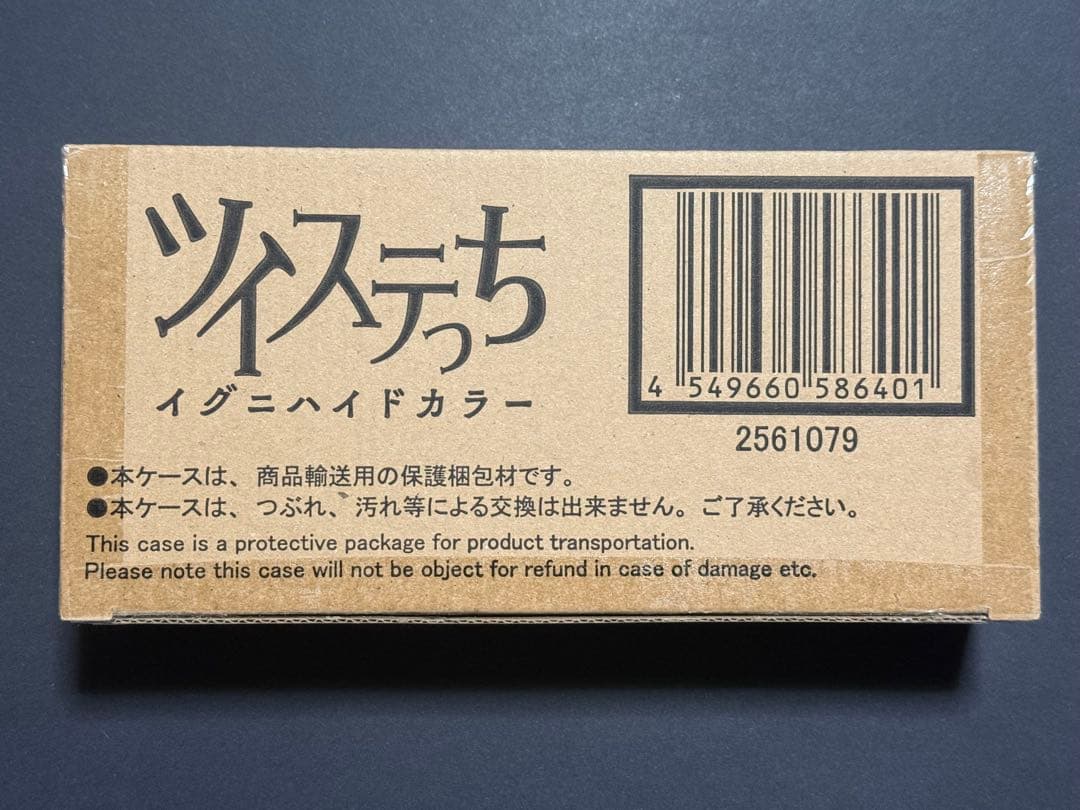 ツイステっち
イグニハイドカラー
4 549660 586401
2561079
●本ケースは、商品輸送用の保護梱包材です。
●本ケースは、つぶれ、汚れ等による交換は出来ません。ご了承ください。
This case is a protective package for product transportation.
Please note this case will not be object for refund in case of damage etc.